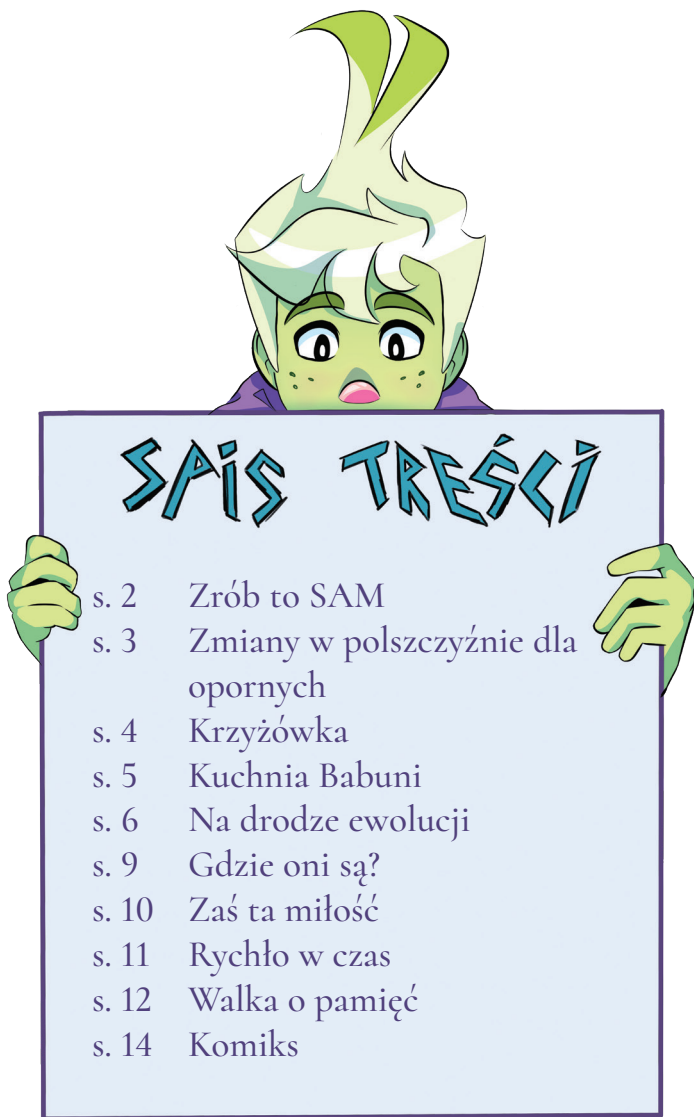 SPIS TREŚCI
s. 2 Zrób to SAM
s. 3 Zmiany w polszczyźnie dla
opornych
s. 4 Krzyżówka
s. 5 Kuchnia Babuni
s. 6 Na drodze ewolucji
s. 9 Gdzie oni są?
s. 10 Zaś ta miłość
s. 11 Rychło w czas
s. 12 Walka o pamięć
s. 14 Komiks